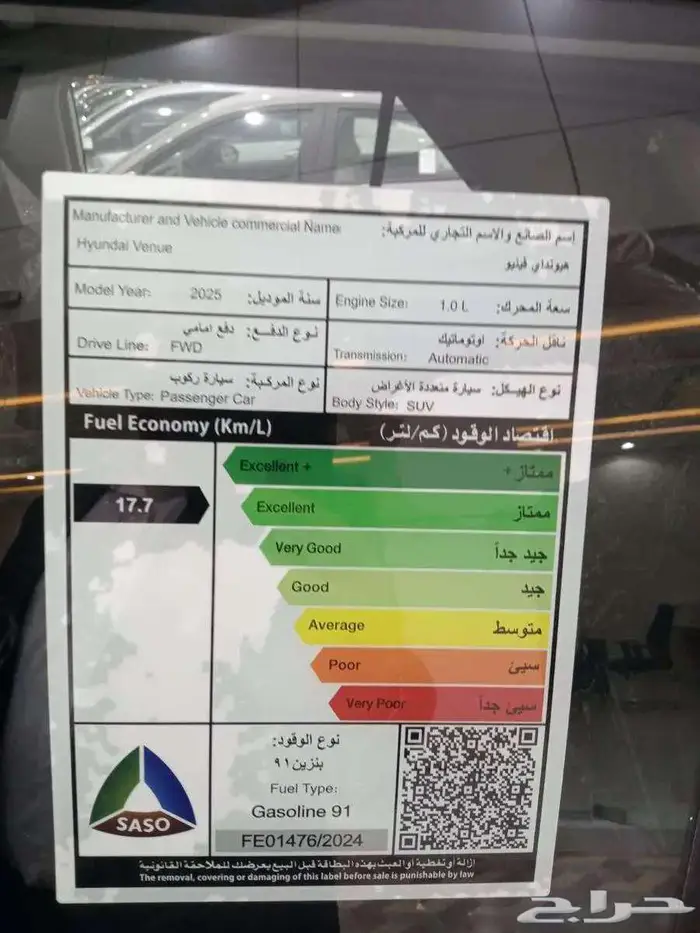 Manufacturer and Vehicle commercial Name: إسم الصانع والاسم التجاري للمركبة:
Hyundai Venue
هيونداي فينيو
Model Year: 2025 سنة الموديل:
Engine Size: 1.0 L سعة المحرك:
Drive Line: FWD نوع الدفع: دفع امامي
Transmission: Automatic ناقل الحركة: اوتوماتيك
Vehicle Type: Passenger Car نوع المركبة: سيارة ركوب
Body Style: SUV نوع الهيكل: سيارة متعددة الأغراض
Fuel Economy (Km/L) اقتصاد الوقود (كم/لتر)
Excellent + ممتاز +
17.7
Excellent ممتاز
Very Good جيد جداً
Good جيد
Average متوسط
Poor سيئ
Very Poor سيئ جداً
SASO
نوع الوقود:
بنزين ٩١
Fuel Type:
Gasoline 91
FE01476/2024
إزالة أو تغطية أو العبث بهذه البطاقة قبل البيع يعرضك للملاحقة القانونية
The removal, covering or damaging of this label before sale is punishable by law
حراج